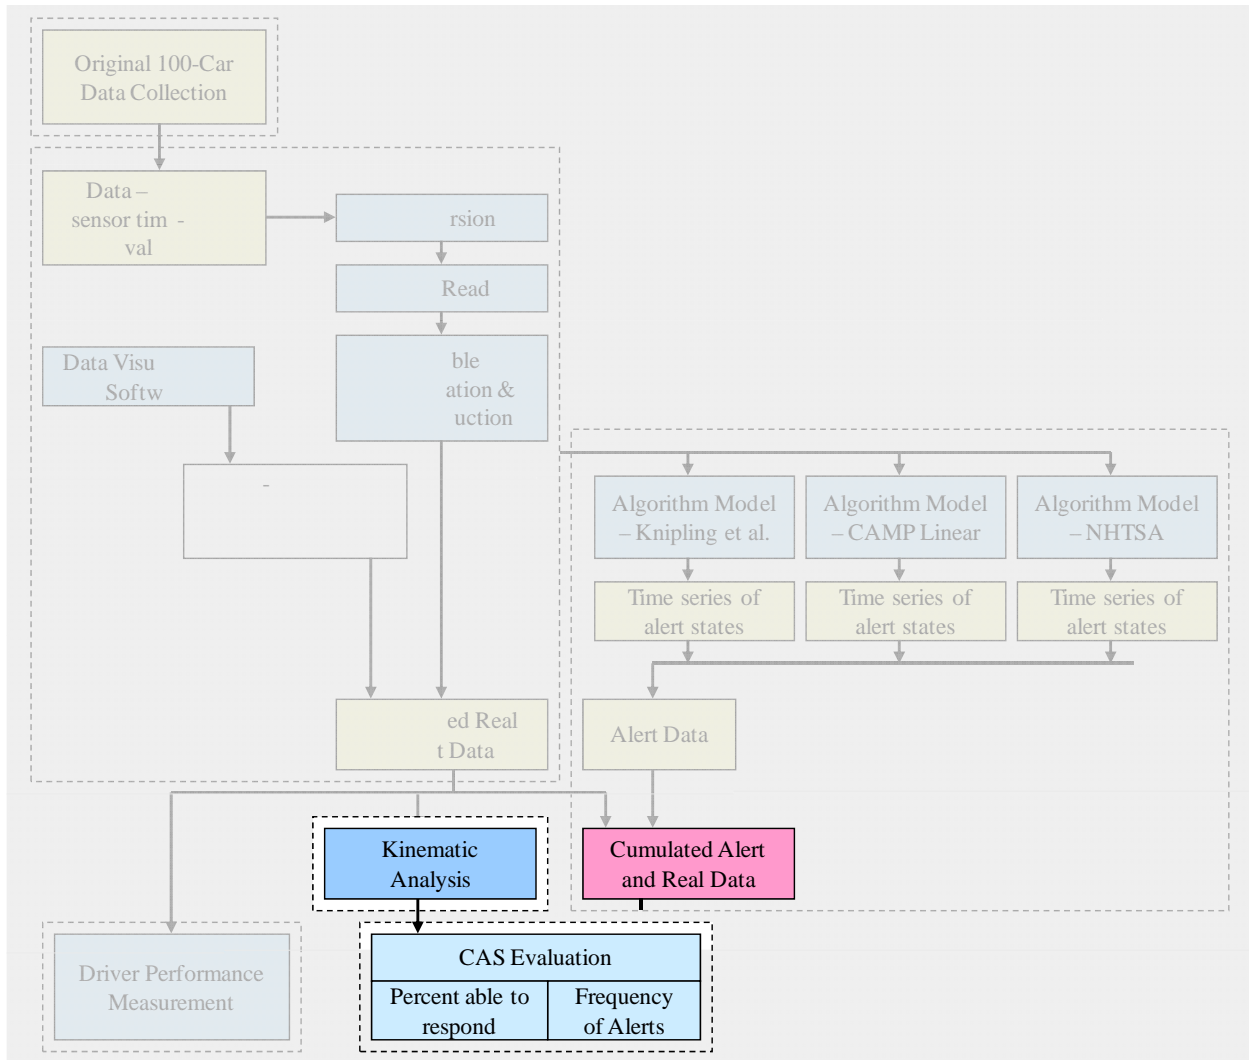 Original 100-Car
Data Collection
Data –
sensor tim -
val
rsion
Read
Data Visu
Softw
ble
ation &
uction
-
Algorithm Model
– Knipling et al.
Algorithm Model
– CAMP Linear
Algorithm Model
– NHTSA
Time series of
alert states
Time series of
alert states
Time series of
alert states
ed Real
t Data
Alert Data
Kinematic
Analysis
Cumulated Alert
and Real Data
Driver Performance
Measurement
CAS Evaluation
Percent able to
respond
Frequency
of Alerts